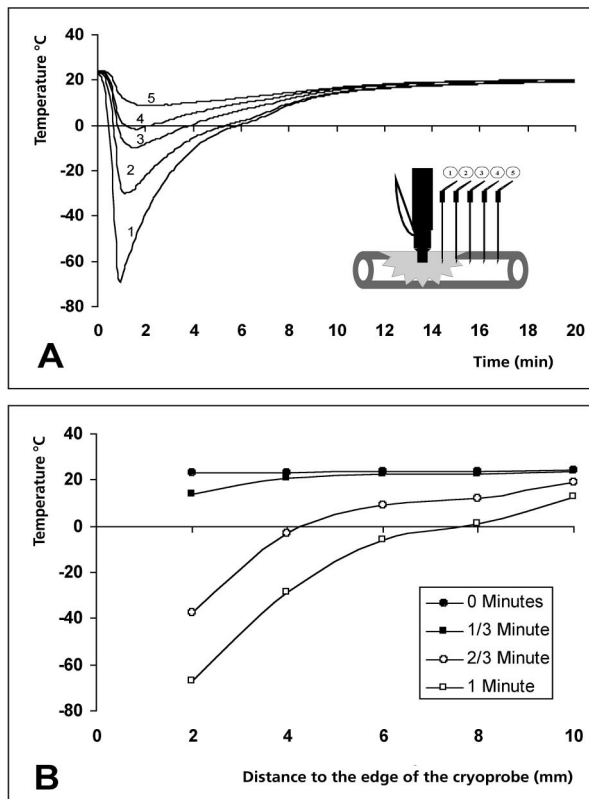 Temperature °C
40
20
0
-20
-40
-60
-80
5
4
3
2
1
1 2 3 4 5
0 2 4 6 8 10 12 14 16 18 20
A
Time (min)
Temperature °C
40
20
0
-20
-40
-60
-80
0 Minutes
1/3 Minute
2/3 Minute
1 Minute
0 2 4 6 8 10
B
Distance to the edge of the cryoprobe (mm)